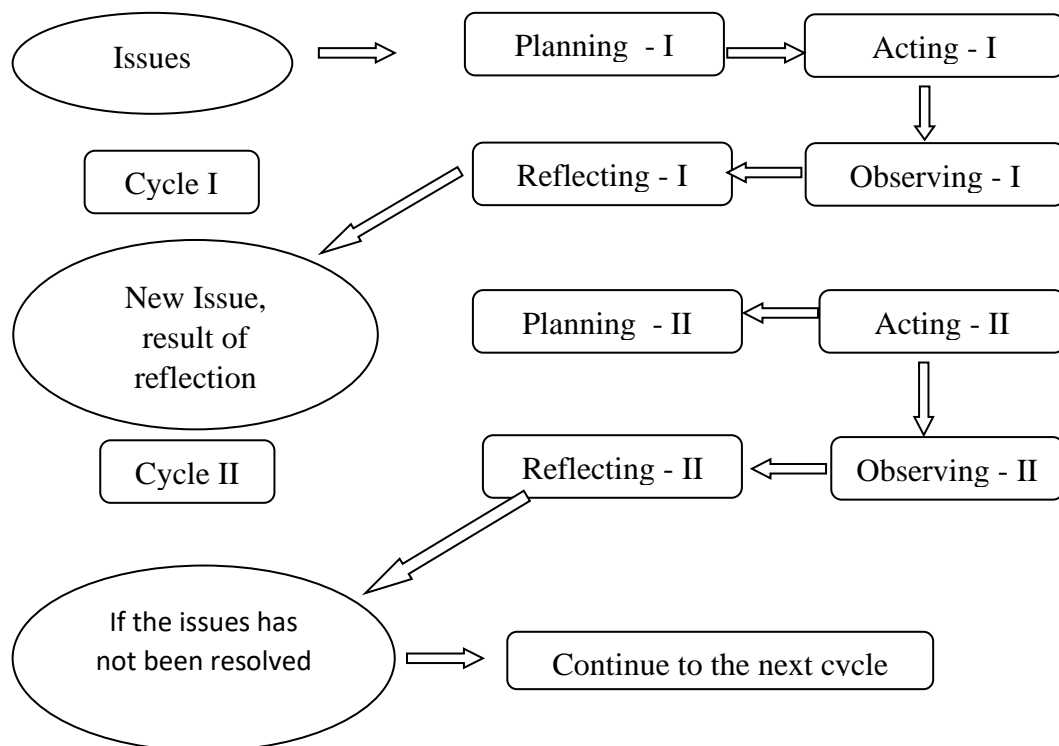 Issues
Planning - I
Acting - I
Cycle I
Reflecting - I
Observing - I
New Issue,
result of
reflection
Planning - II
Acting - II
Cycle II
Reflecting - II
Observing - II
If the issues has
not been resolved
Continue to the next cycle